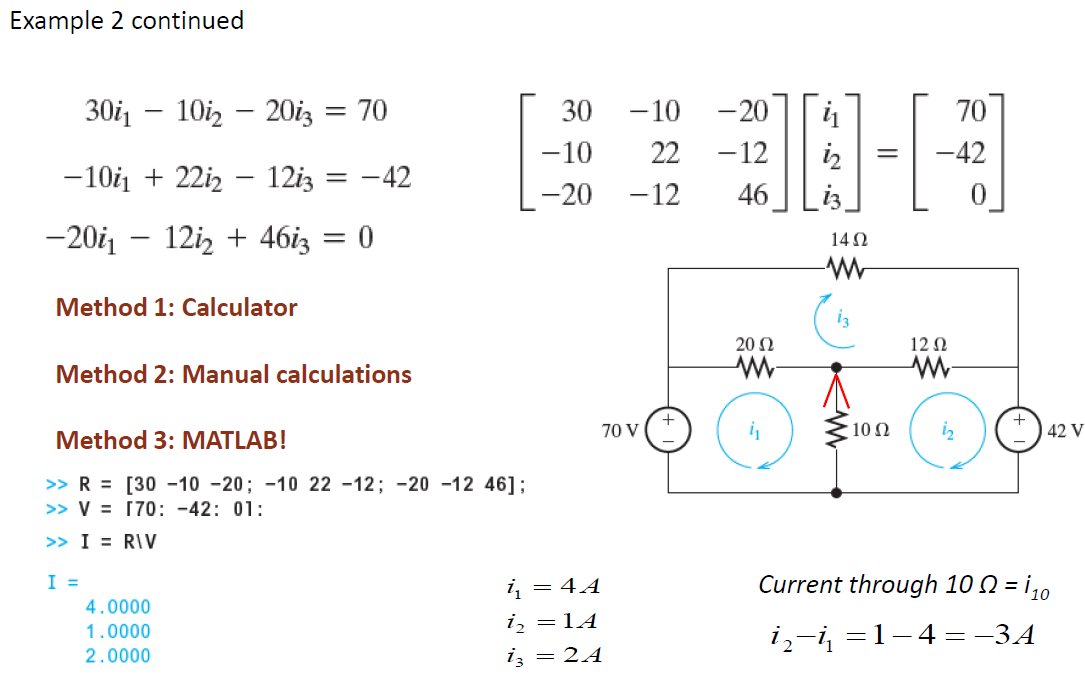 Example 2 continued
30i₁ − 10i₂ − 20i₃ = 70
−10i₁ + 22i₂ − 12i₃ = −42
−20i₁ − 12i₂ + 46i₃ = 0
30 −10 −20 i₁ 70
−10 22 −12 i₂ = −42
−20 −12 46 i₃ 0
Method 1: Calculator
Method 2: Manual calculations
Method 3: MATLAB!
>> R = [30 −10 −20; −10 22 −12; −20 −12 46];
>> V = [70: −42: 0]:
>> I = R\V
I =
4.0000
1.0000
2.0000
14 Ω
i₃
20 Ω
12 Ω
70 V
+
−
i₁
10 Ω
i₂
+
−
42 V
i₁ = 4A
i₂ = 1A
i₃ = 2A
Current through 10 Ω = i₁₀
i₂−i₁ = 1 − 4 = −3A